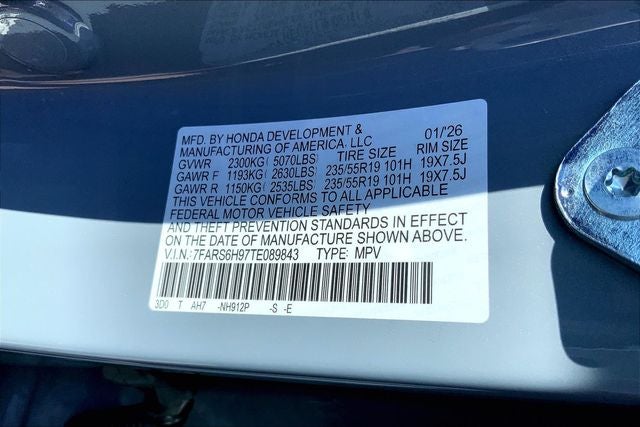 MFD. BY HONDA DEVELOPMENT &
MANUFACTURING OF AMERICA, LLC 01/'26
GVWR 2300KG( 5070LBS) TIRE SIZE RIM SIZE
GAWR F 1193KG( 2630LBS) 235/55R19 101H 19X7.5J
GAWR R 1150KG( 2535LBS) 235/55R19 101H 19X7.5J
THIS VEHICLE CONFORMS TO ALL APPLICABLE
FEDERAL MOTOR VEHICLE SAFETY
AND THEFT PREVENTION STANDARDS IN EFFECT
ON THE DATE OF MANUFACTURE SHOWN ABOVE.
V.I.N.:7FARS6H97TE089843 TYPE: MPV
3D0 T AH7 -NH912P -S -E